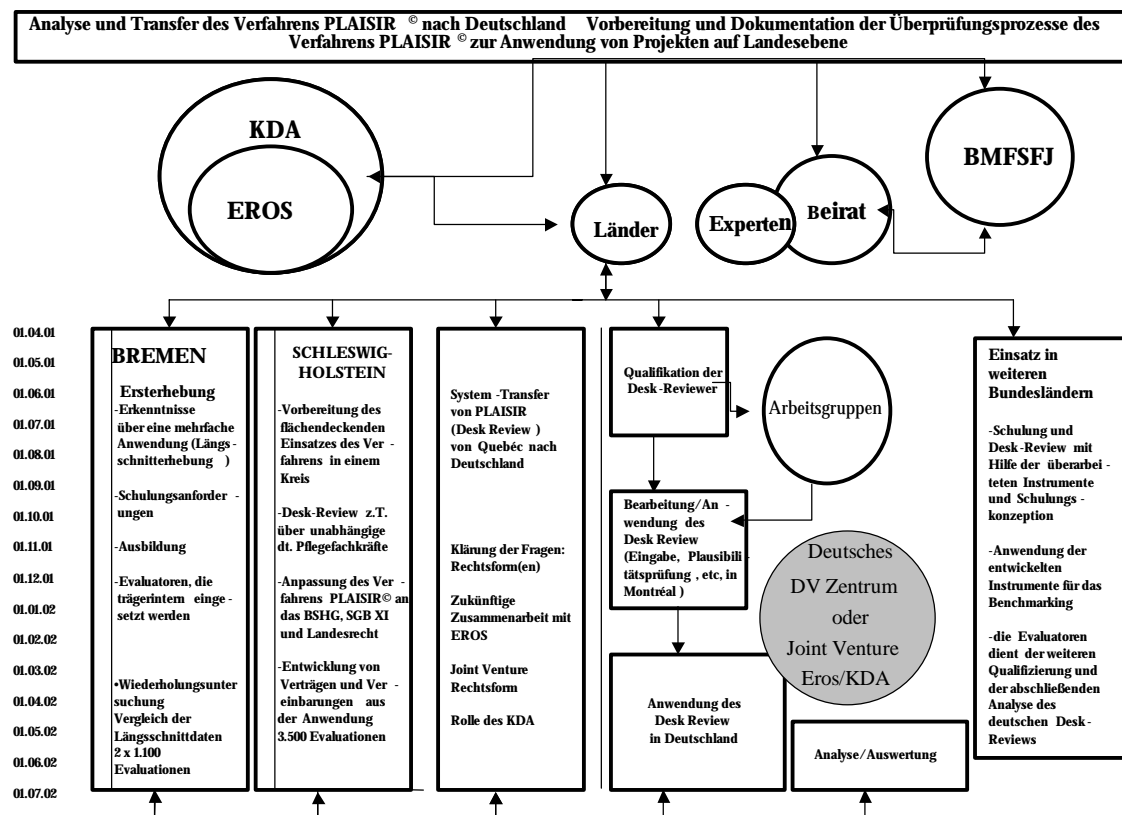 Analyse und Transfer des Verfahrens PLAISIR © nach Deutschland Vorbereitung und Dokumentation der Überprüfungsprozesse des
Verfahrens PLAISIR © zur Anwendung von Projekten auf Landesebene
KDA
EROS
Länder
Experten
Beirat
BMFSFJ
01.04.01
01.05.01
01.06.01
01.07.01
01.08.01
01.09.01
01.10.01
01.11.01
01.12.01
01.01.02
01.02.02
01.03.02
01.04.02
01.05.02
01.06.02
01.07.02
BREMEN
Ersterhebung
-Erkenntnisse
über eine mehrfache
Anwendung (Längs -
schnitterhebung )
-Schulungsanforder -
ungen
-Ausbildung
-Evaluatoren, die
trägerintern einge -
setzt werden
•Wiederholungsunter
suchung
Vergleich der
Längsschnittdaten
2 x 1.100
Evaluationen
SCHLESWIG-
HOLSTEIN
-Vorbereitung des
flächendeckenden
Einsatzes des Ver -
fahrens in einem
Kreis
-Desk-Review z.T.
über unabhängige
dt. Pflegefachkräfte
-Anpassung des Ver -
fahrens PLAISIR© an
das BSHG, SGB XI
und Landesrecht
-Entwicklung von
Verträgen und Ver -
einbarungen aus
der Anwendung
3.500 Evaluationen
System -Transfer
von PLAISIR
(Desk Review )
von Quebéc nach
Deutschland
Klärung der Fragen:
Rechtsform(en)
Zukünftige
Zusammenarbeit mit
EROS
Joint Venture
Rechtsform
Rolle des KDA
Qualifikation der
Desk -Reviewer
Arbeitsgruppen
Bearbeitung/An -
wendung des
Desk Review
(Eingabe, Plausibili -
tätsprüfung , etc, in
Montréal )
Deutsches
DV Zentrum
oder
Joint Venture
Eros/KDA
Anwendung des
Desk Review
in Deutschland
Analyse/Auswertung
Einsatz in
weiteren
Bundesländern
-Schulung und
Desk -Review mit
Hilfe der überarbei -
teten Instrumente
und Schulungs -
konzeption
-Anwendung der
entwickelten
Instrumente für das
Benchmarking
-die Evaluatoren
dient der weiteren
Qualifizierung und
der abschließenden
Analyse des
deutschen Desk-
Reviews